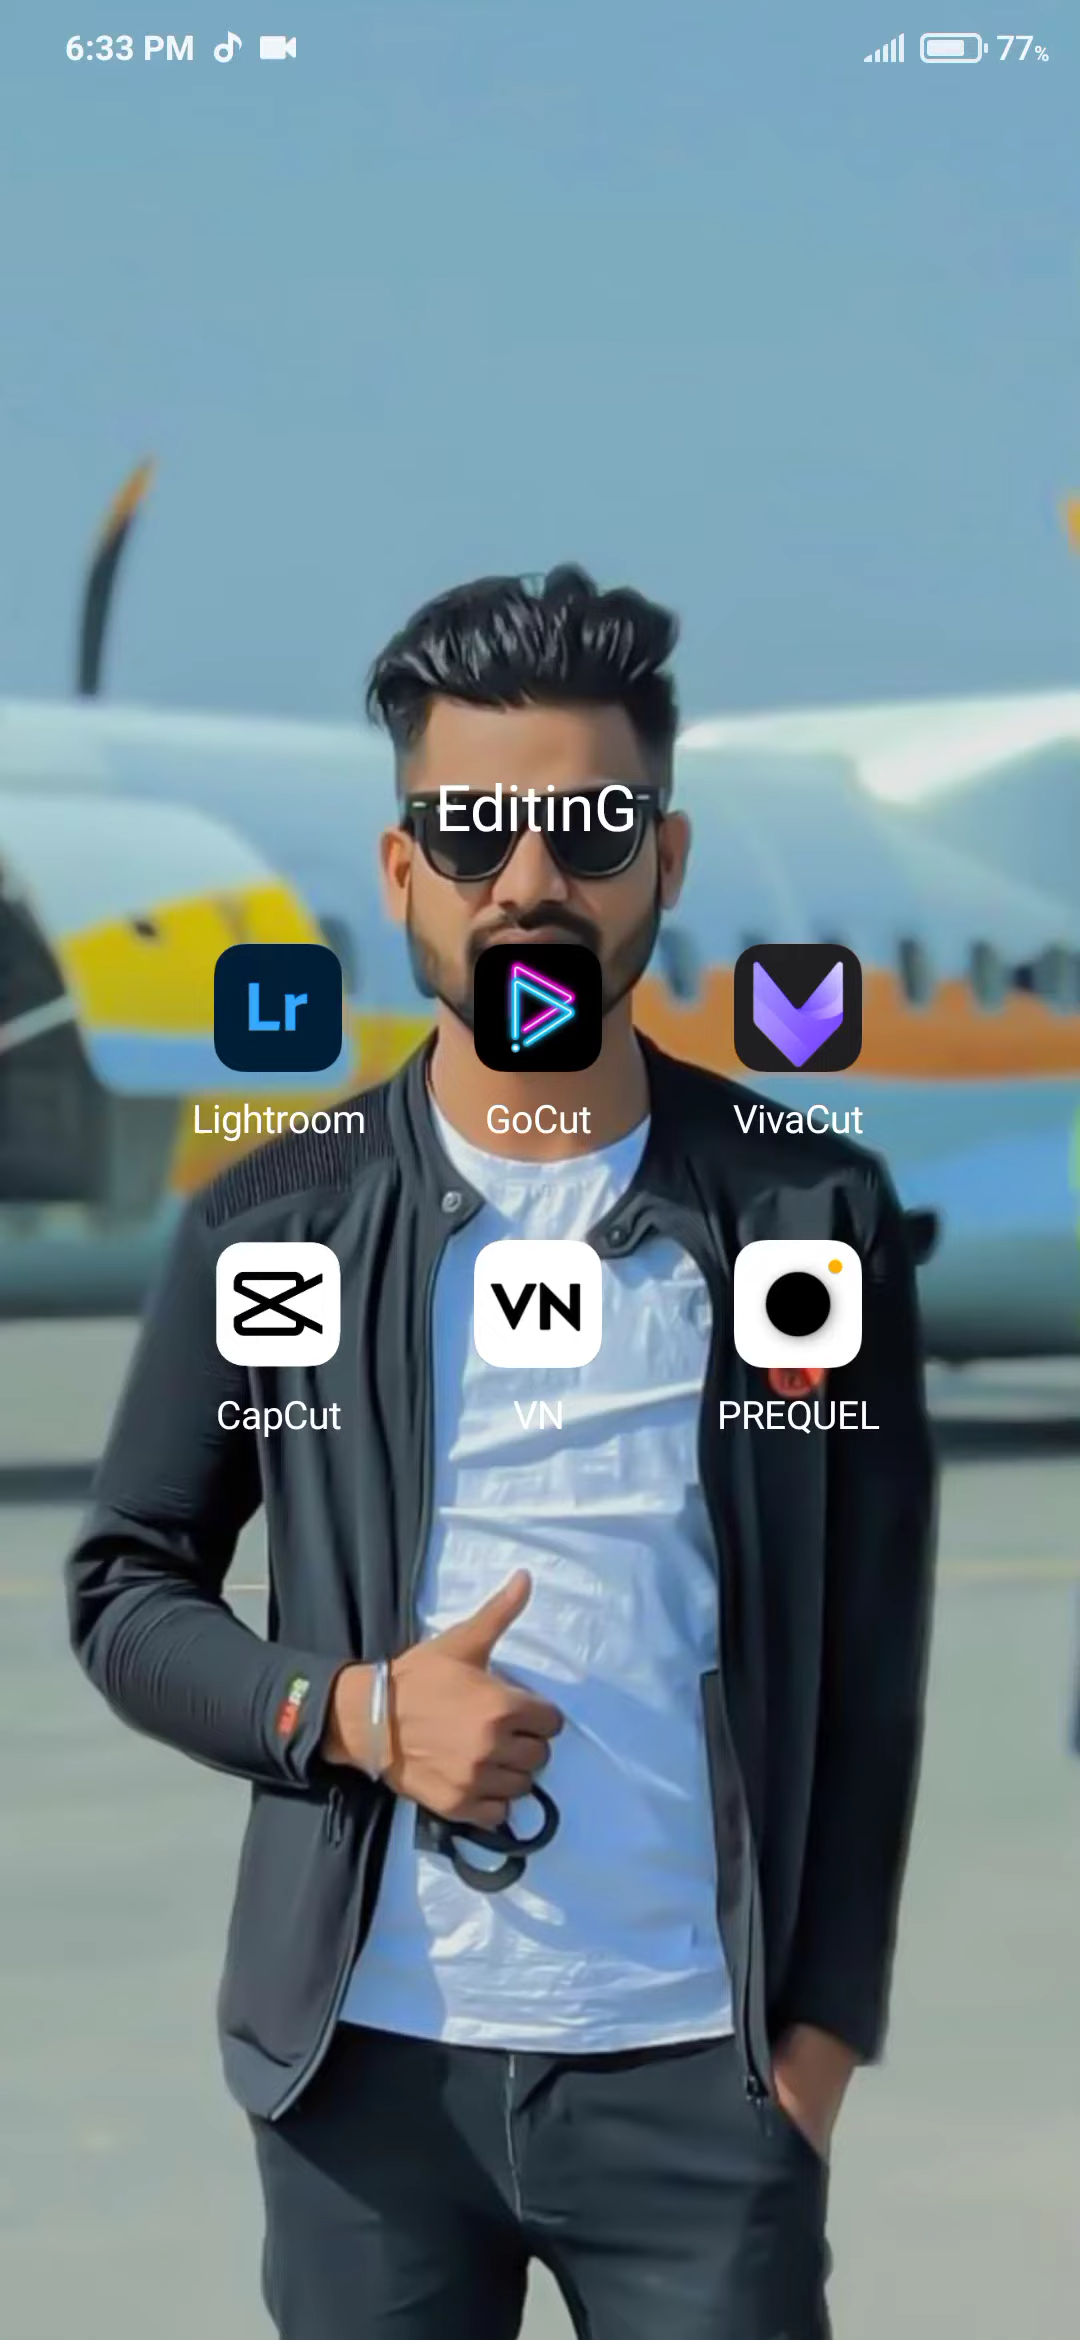 6:33 PM 77%
EditinG
Lr
Lightroom GoCut VivaCut
VN
CapCut VN PREQUEL